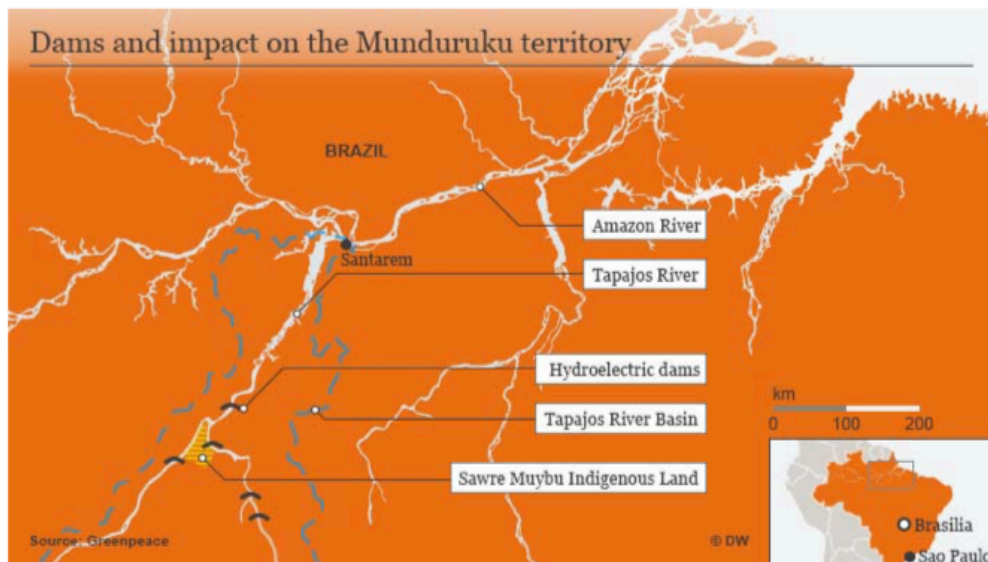 Dams and impact on the Munduruku territory
BRAZIL
Amazon River
Santarem
Tapajos River
Hydroelectric dams
km
Tapajos River Basin
0 100 200
Sawre Muybu Indigenous Land
Brasilia
Source: Greenpeace
© DW
Sao Paulo